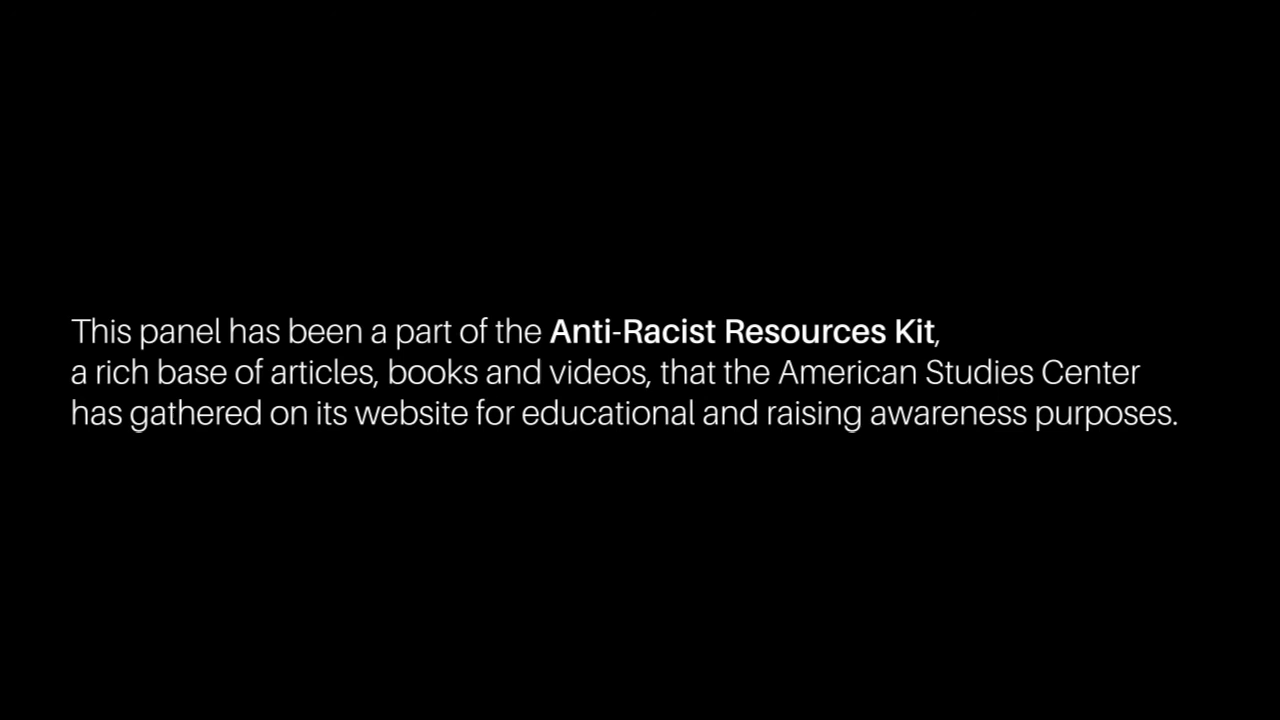 This panel has been a part of the Anti-Racist Resources Kit,
a rich base of articles, books and videos, that the American Studies Center
has gathered on its website for educational and raising awareness purposes.